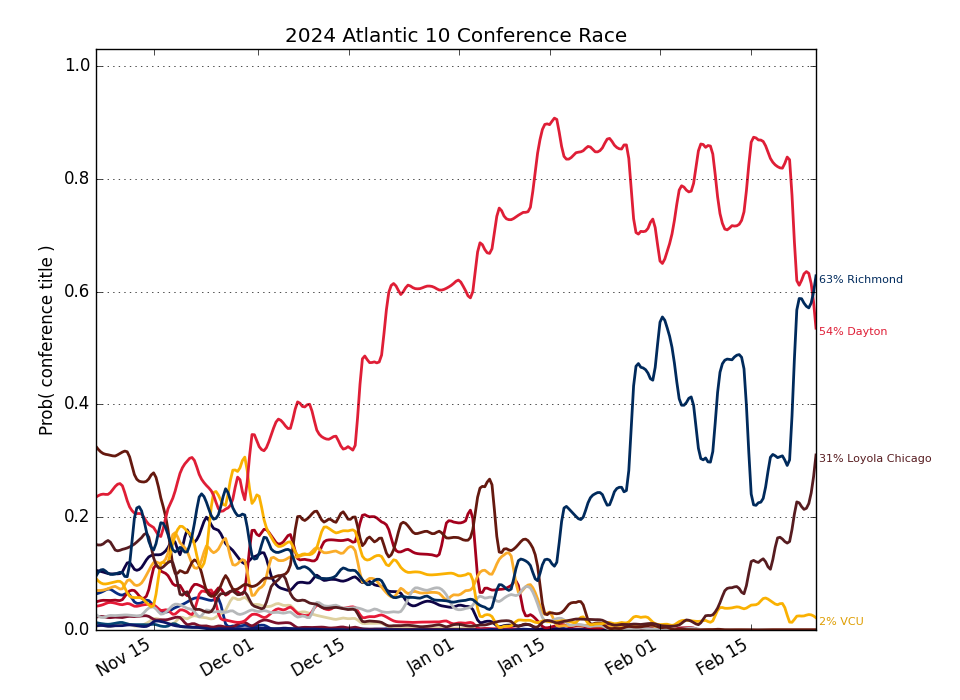 2024 Atlantic 10 Conference Race
Prob( conference title )
1.0
0.8
0.6
0.4
0.2
0.0
63% Richmond
54% Dayton
31% Loyola Chicago
2% VCU
Nov 15
Dec 01
Dec 15
Jan 01
Jan 15
Feb 01
Feb 15